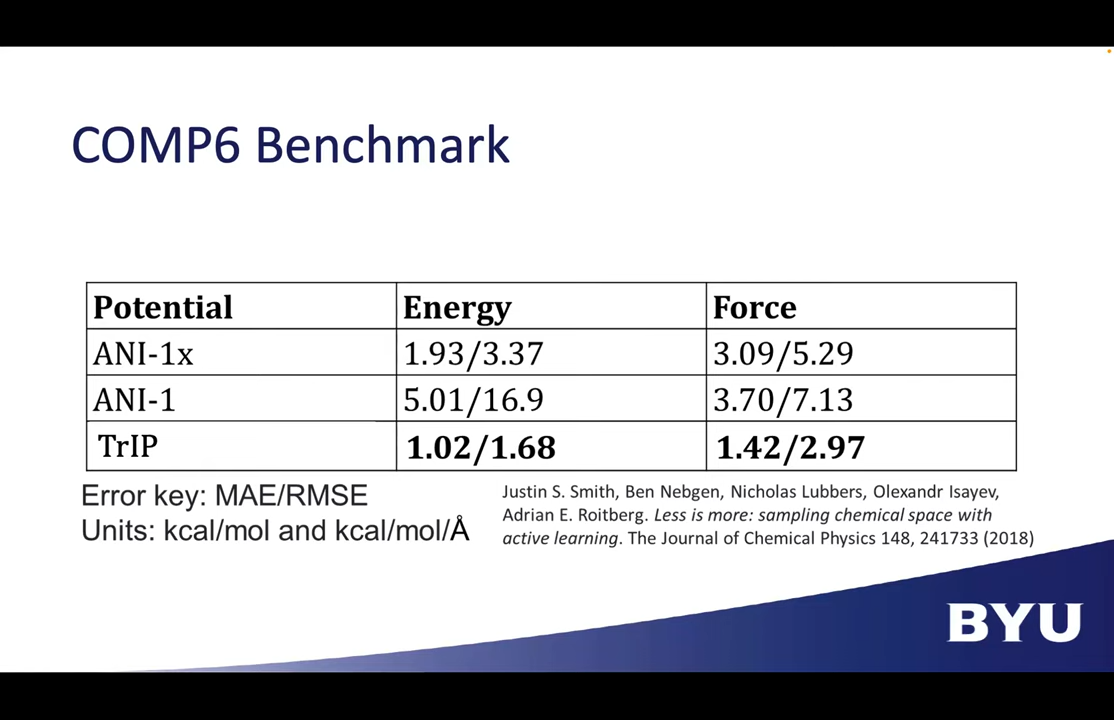 COMP6 Benchmark
Potential Energy Force
ANI-1x 1.93/3.37 3.09/5.29
ANI-1 5.01/16.9 3.70/7.13
TrIP 1.02/1.68 1.42/2.97
Error key: MAE/RMSE
Units: kcal/mol and kcal/mol/Å
Justin S. Smith, Ben Nebgen, Nicholas Lubbers, Olexandr Isayev,
Adrian E. Roitberg. Less is more: sampling chemical space with
active learning. The Journal of Chemical Physics 148, 241733 (2018)
BYU